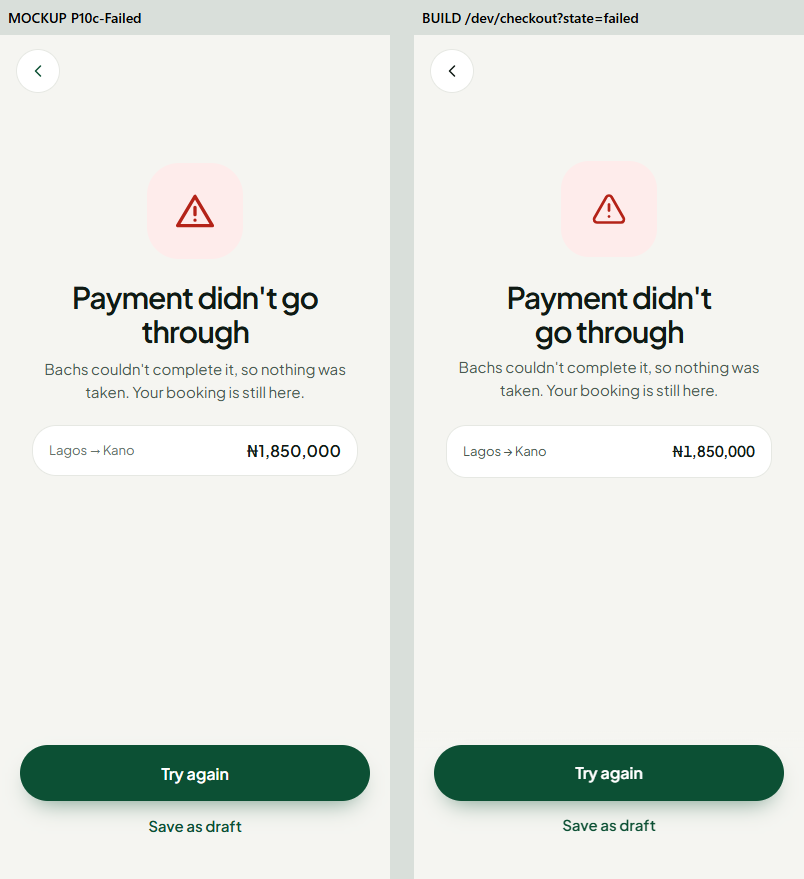 MOCKUP P10c-Failed
Payment didn't go
through
Bachs couldn't complete it, so nothing was
taken. Your booking is still here.
Lagos → Kano
₦1,850,000
Try again
Save as draft
BUILD /dev/checkout?state=failed
Payment didn't
go through
Bachs couldn't complete it, so nothing was
taken. Your booking is still here.
Lagos → Kano
₦1,850,000
Try again
Save as draft